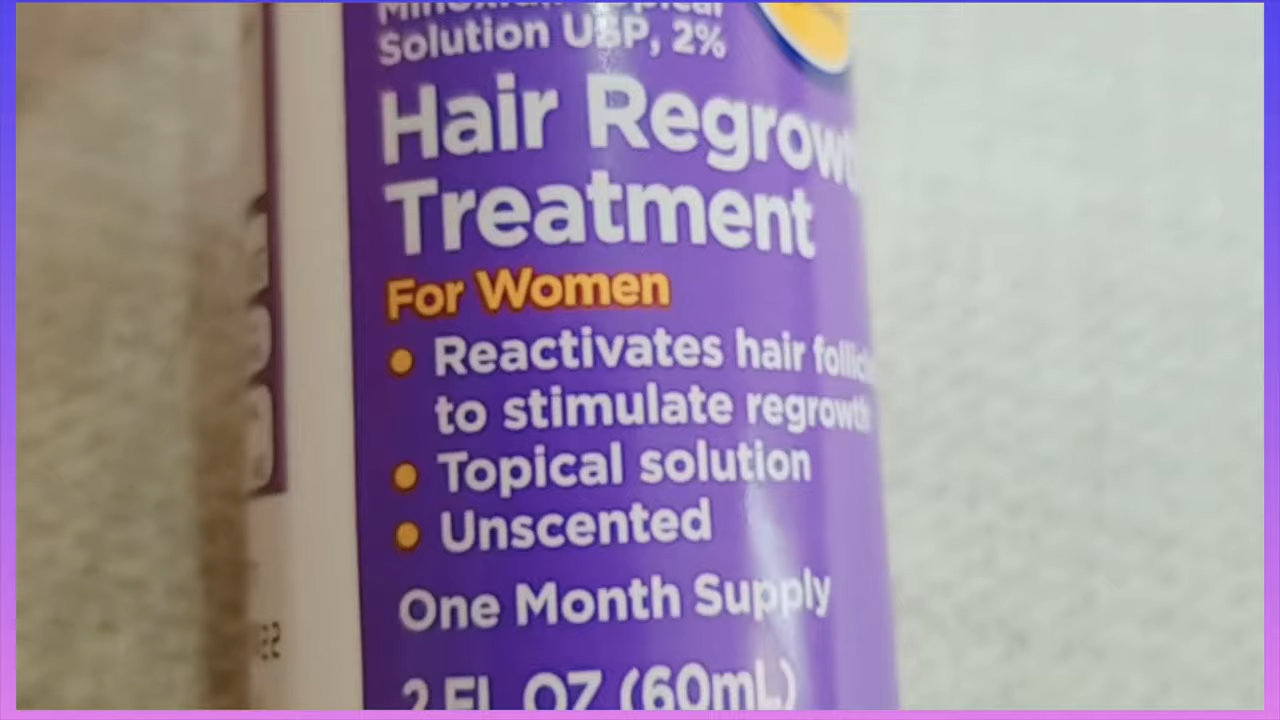 Solution USP, 2%
Hair Regrowt
Treatment
For Women
Reactivates hair follic
to stimulate regrowth
Topical solution
Unscented
One Month Supply
2 FL OZ (60mL)